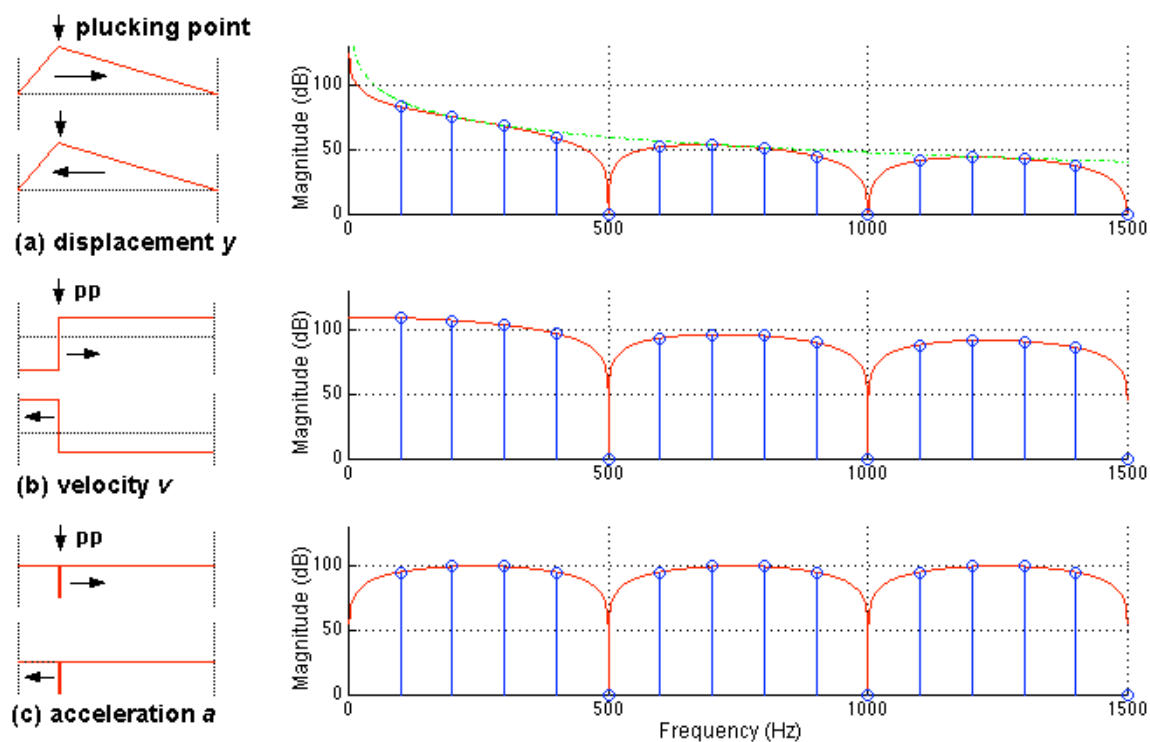 plucking point
(a) displacement y
Magnitude (dB)
100
50
0
0
500
1000
1500
pp
(b) velocity v
Magnitude (dB)
100
50
0
0
500
1000
1500
pp
(c) acceleration a
Magnitude (dB)
100
50
0
0
500
1000
1500
Frequency (Hz)